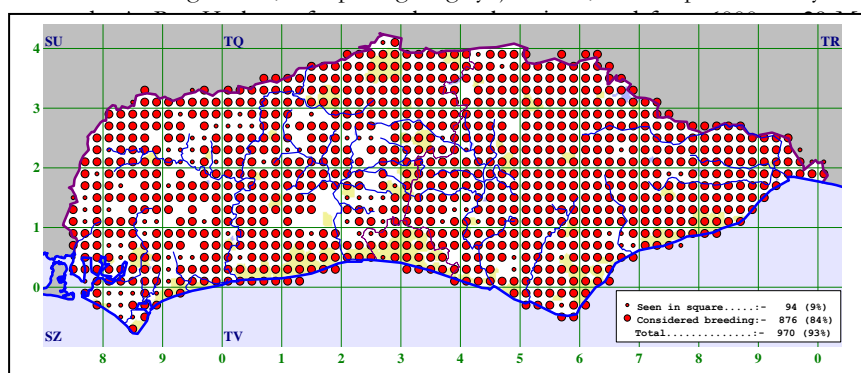 SU TQ TR
4
3
2
1
0
Seen in square.....:- 94 (9%)
Considered breeding:- 876 (84%)
Total..............:- 970 (93%)
SZ TV
8 9 0 1 2 3 4 5 6 7 8 9 0